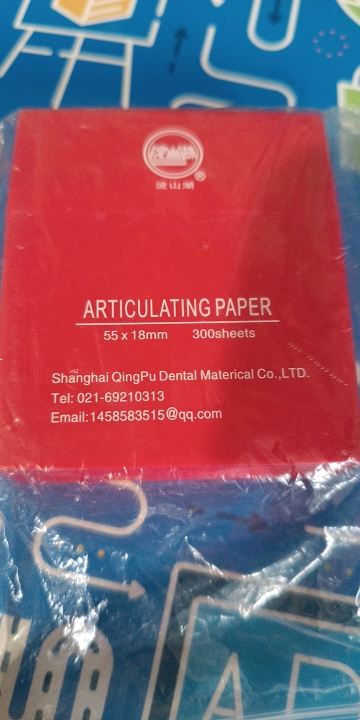 淀山湖
®
ARTICULATING PAPER
55 x 18mm 300sheets
Shanghai QingPu Dental Materical Co.,LTD.
Tel: 021-69210313
Email:1458583515@qq.com